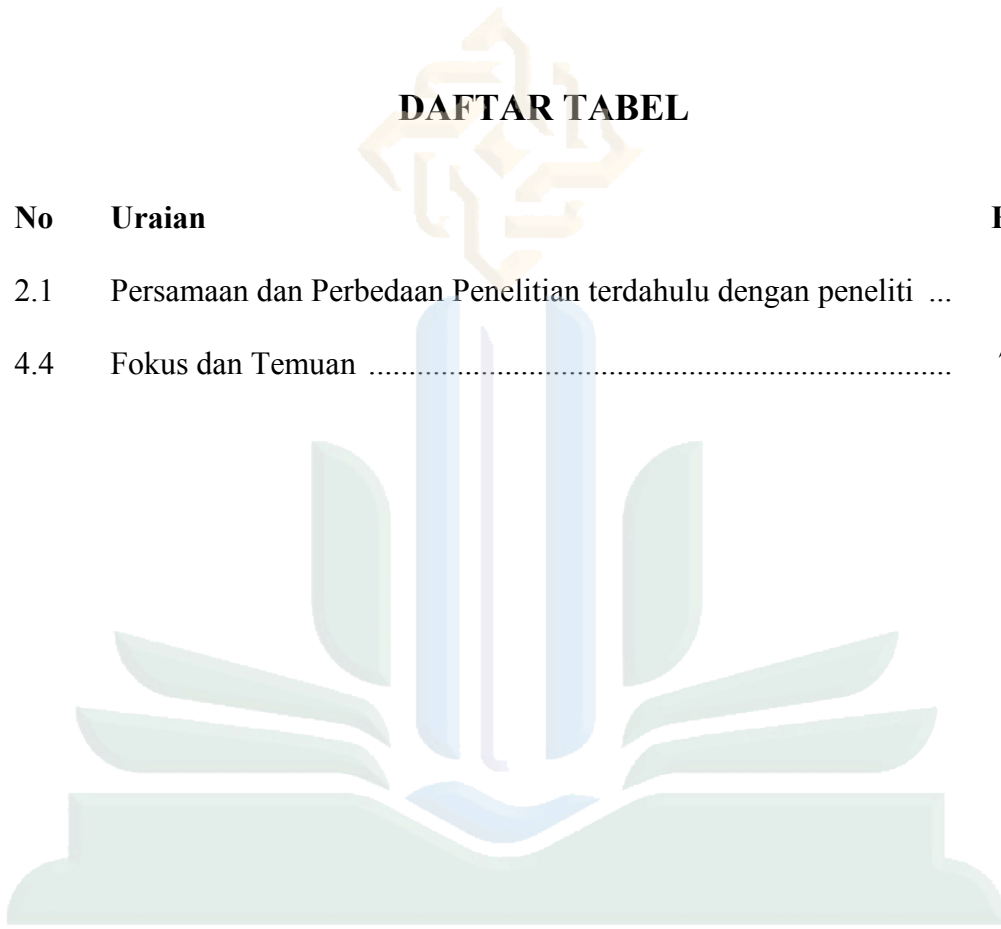 DAFTAR TABEL
No Uraian
2.1 Persamaan dan Perbedaan Penelitian terdahulu dengan peneliti ...
4.4 Fokus dan Temuan .........................................................................